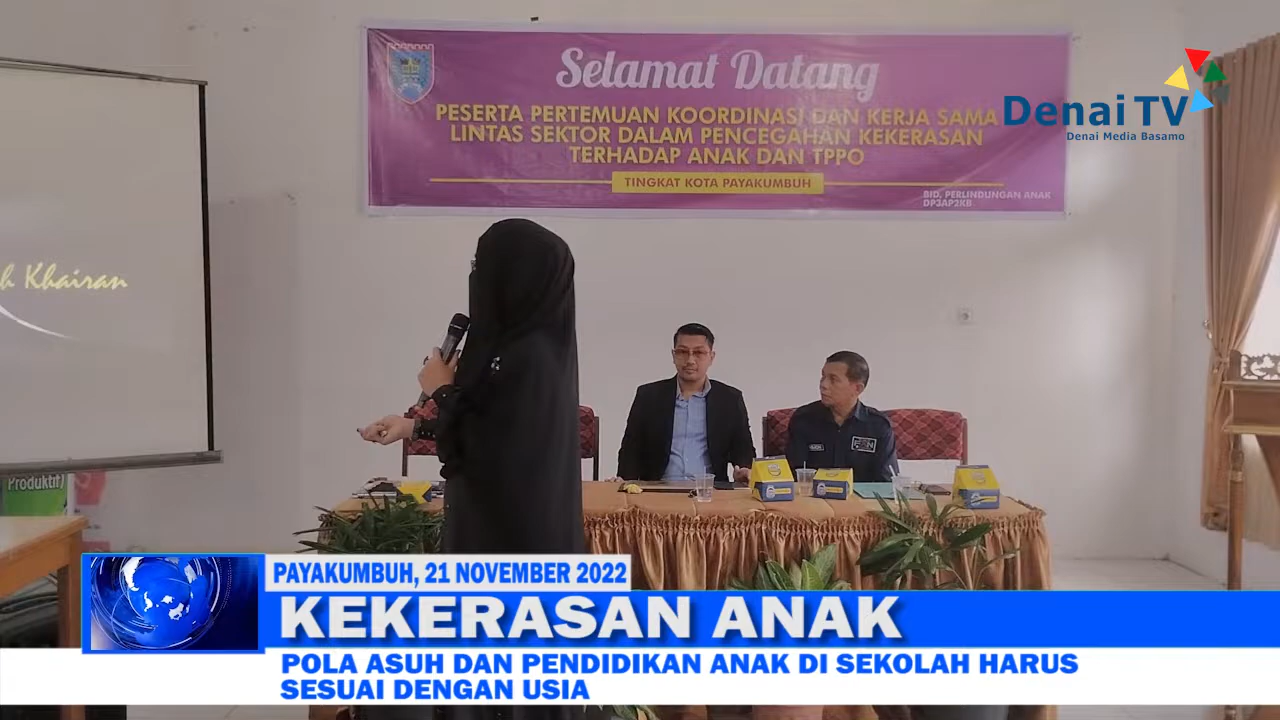 Selamat Datang
PESERTA PERTEMUAN KOORDINASI DAN KERJA SAMA
LINTAS SEKTOR DALAM PENCEGAHAN KEKERASAN
TERHADAP ANAK DAN TPPO
TINGKAT KOTA PAYAKUMBUH
BID. PERLINDUNGAN ANAK
DP3AP2KB
Denai TV
Denai Media Basamo
h Khairan
Produktif)
PAYAKUMBUH, 21 NOVEMBER 2022
KEKERASAN ANAK
POLA ASUH DAN PENDIDIKAN ANAK DI SEKOLAH HARUS
SESUAI DENGAN USIA